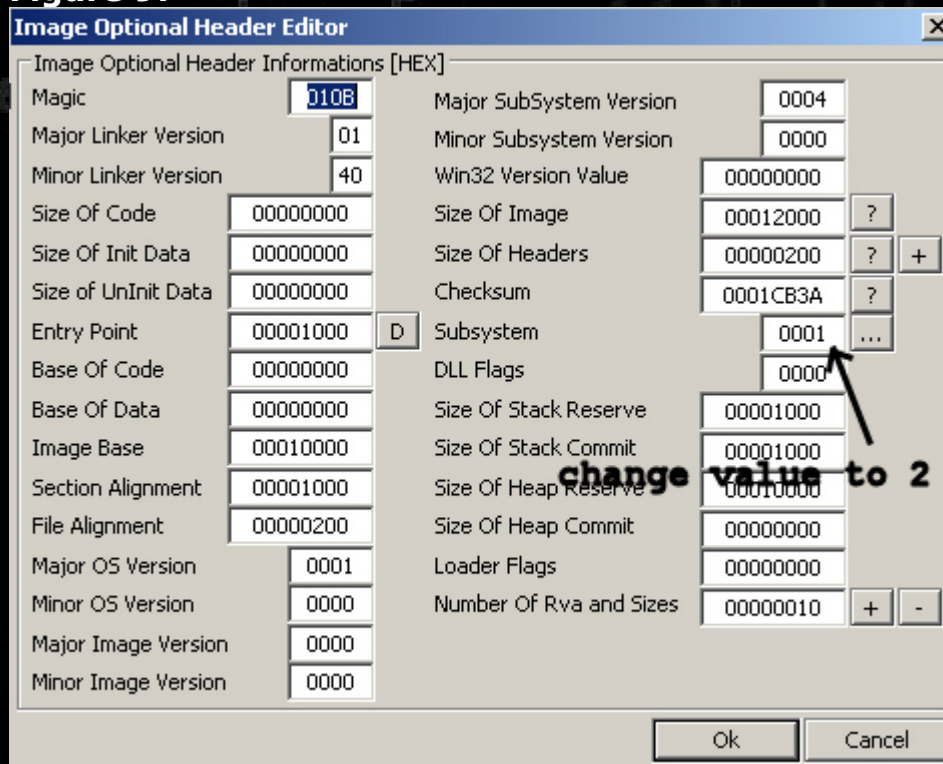 Image Optional Header Editor
Image Optional Header Informations [HEX]
Magic 010B
Major Linker Version 01
Minor Linker Version 40
Size Of Code 00000000
Size Of Init Data 00000000
Size of UnInit Data 00000000
Entry Point 00001000 D
Base Of Code 00000000
Base Of Data 00000000
Image Base 00010000
Section Alignment 00001000
File Alignment 00000200
Major OS Version 0001
Minor OS Version 0000
Major Image Version 0000
Minor Image Version 0000
Major SubSystem Version 0004
Minor Subsystem Version 0000
Win32 Version Value 00000000
Size Of Image 00012000 ?
Size Of Headers 00000200 ? +
Checksum 0001CB3A ?
Subsystem 0001 ...
DLL Flags 0000
Size Of Stack Reserve 00001000
Size Of Stack Commit 00001000
change value to 2
Size Of Heap Reserve 00010000
Size Of Heap Commit 00000000
Loader Flags 00000000
Number Of Rva and Sizes 00000010 + -
Ok Cancel